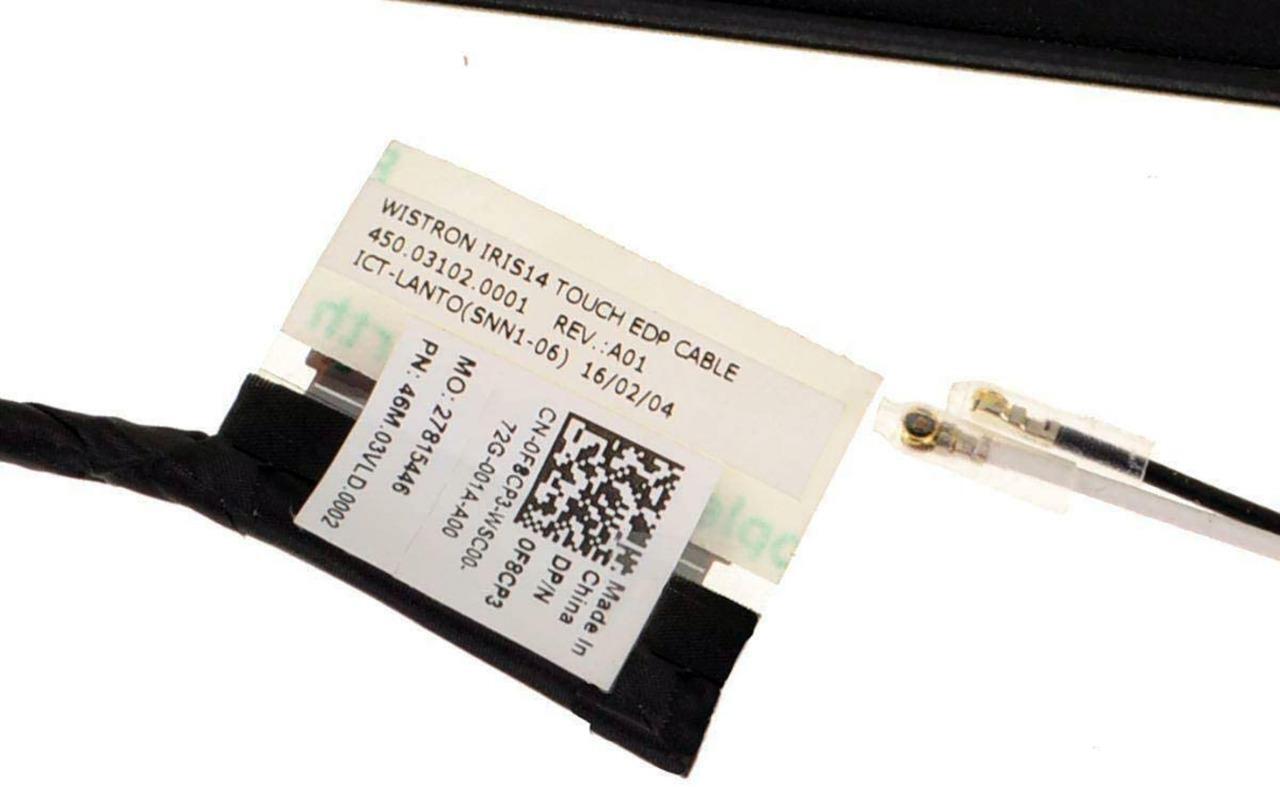 WISTRON IRIS14 TOUCH EDP CABLE
450.03102.0001 REV.:A01
ICT-LANTO(SNN1-06) 16/02/04
Made In
China
DP/N
0F8CP3
CN-0F8CP3-WSC00-
72G-001A-A00
MO: 27815446
PN: 46M.03VLD.0002